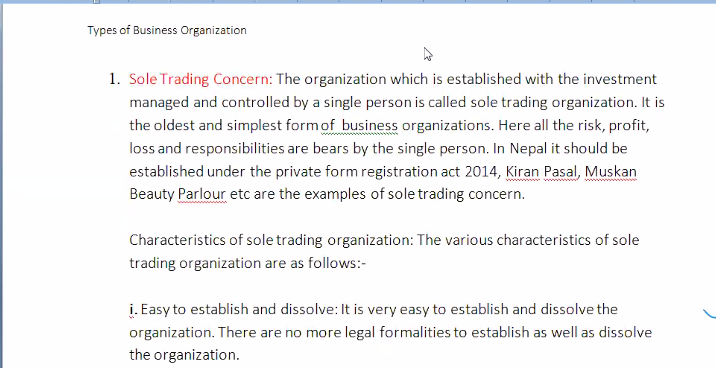 Types of Business Organization
1. Sole Trading Concern: The organization which is established with the investment
managed and controlled by a single person is called sole trading organization. It is
the oldest and simplest form of business organizations. Here all the risk, profit,
loss and responsibilities are bears by the single person. In Nepal it should be
established under the private form registration act 2014, Kiran Pasal, Muskan
Beauty Parlour etc are the examples of sole trading concern.
Characteristics of sole trading organization: The various characteristics of sole
trading organization are as follows:-
i. Easy to establish and dissolve: It is very easy to establish and dissolve the
organization. There are no more legal formalities to establish as well as dissolve
the organization.